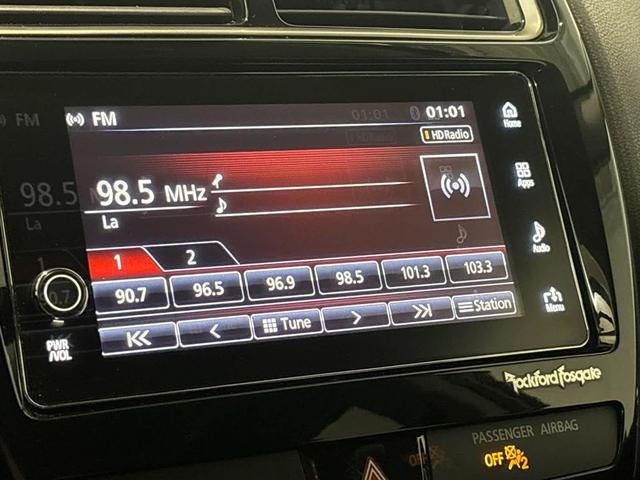 FM 01:01
HD Radio
98.5 MHz
La
1 2
90.7 96.5 96.9 98.5 101.3 103.3
Tune Station
Home
Apps
Audio
Menu
PWR
/VOL
Rockford Fosgate
PASSENGER AIRBAG
OFF 2